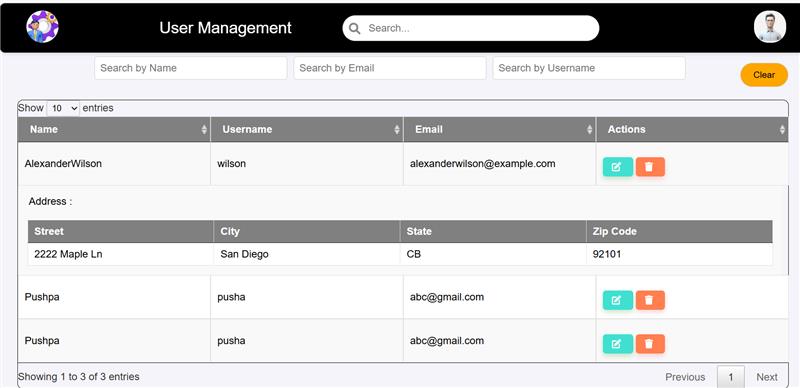 User Management
Search...
Search by Name Search by Email Search by Username Clear
Show 10 entries
Name Username Email Actions
AlexanderWilson wilson alexanderwilson@example.com
Address :
Street City State Zip Code
2222 Maple Ln San Diego CB 92101
Pushpa pusha abc@gmail.com
Pushpa pusha abc@gmail.com
Showing 1 to 3 of 3 entries Previous 1 Next